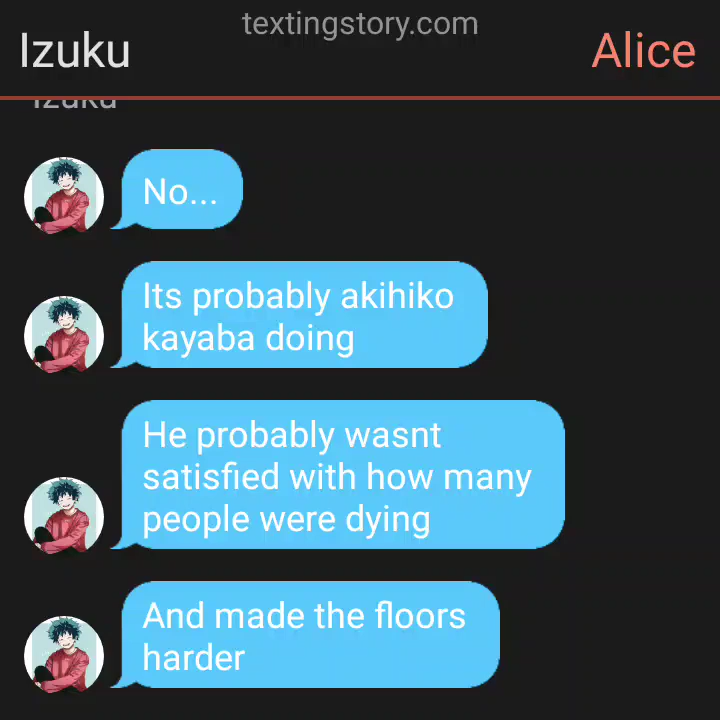 textingstory.com
Izuku
Alice
Izuku
No...
Its probably akihiko
kayaba doing
He probably wasnt
satisfied with how many
people were dying
And made the floors
harder